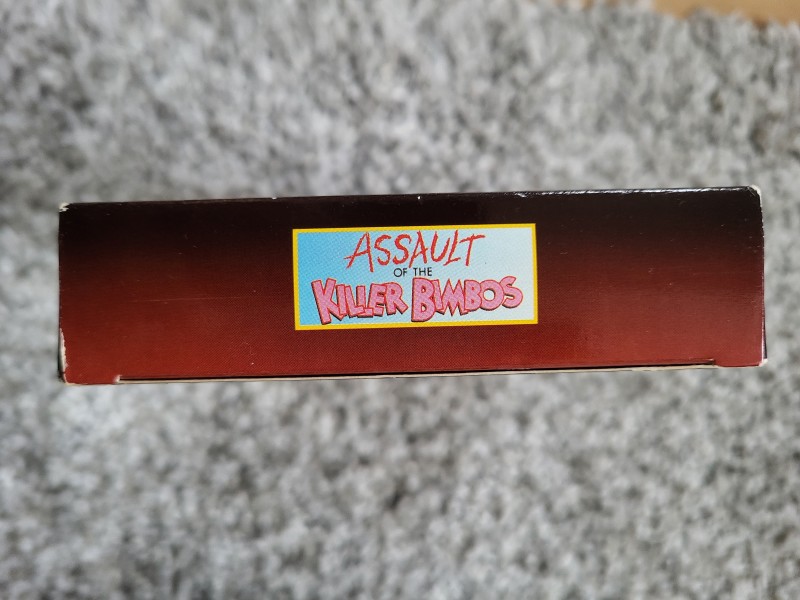 ASSAULT
OF THE
KILLER BIMBOS